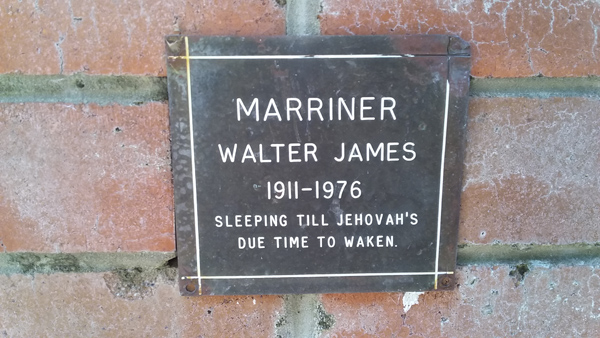 MARRINER
WALTER JAMES
1911-1976
SLEEPING TILL JEHOVAH'S
DUE TIME TO WAKEN.